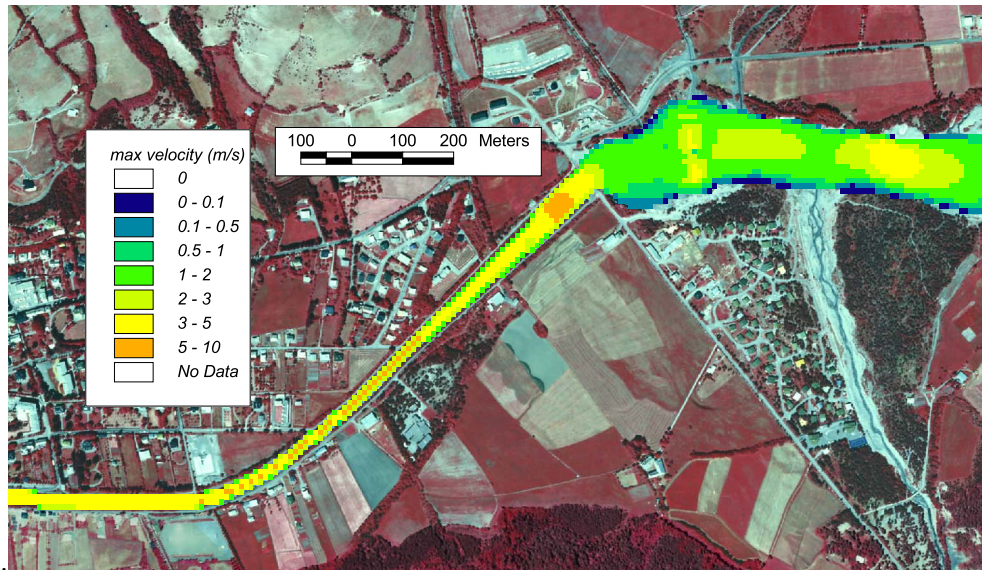 100 0 100 200 Meters
max velocity (m/s)
0
0 - 0.1
0.1 - 0.5
0.5 - 1
1 - 2
2 - 3
3 - 5
5 - 10
No Data